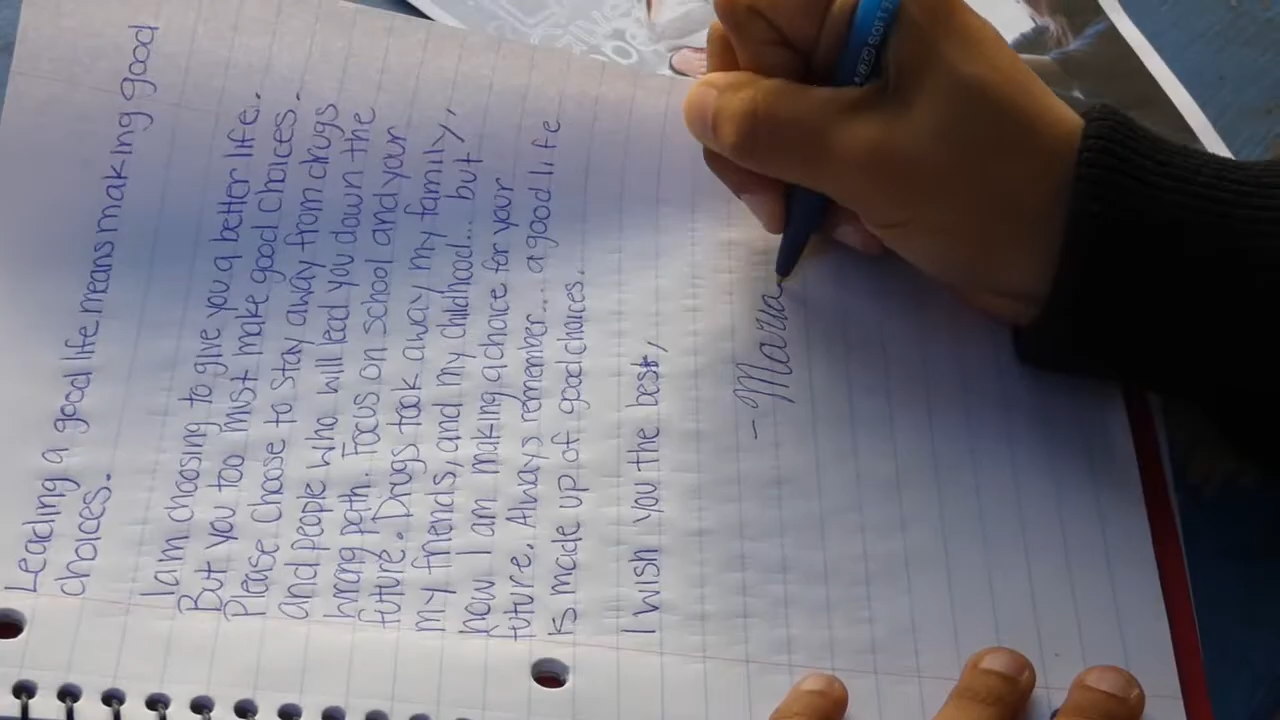 Leading a good life means making good
choices.
I am choosing to give you a better life.
But you too must make good choices.
Please choose to stay away from drugs
and people who will lead you down the
wrong path. Focus on school and your
future. Drugs took away my family,
my friends, and my childhood... but,
now I am making a choice for your
future. Always remember... a good life
is made up of good choices.
I wish you the best,
- Maria
SOFT